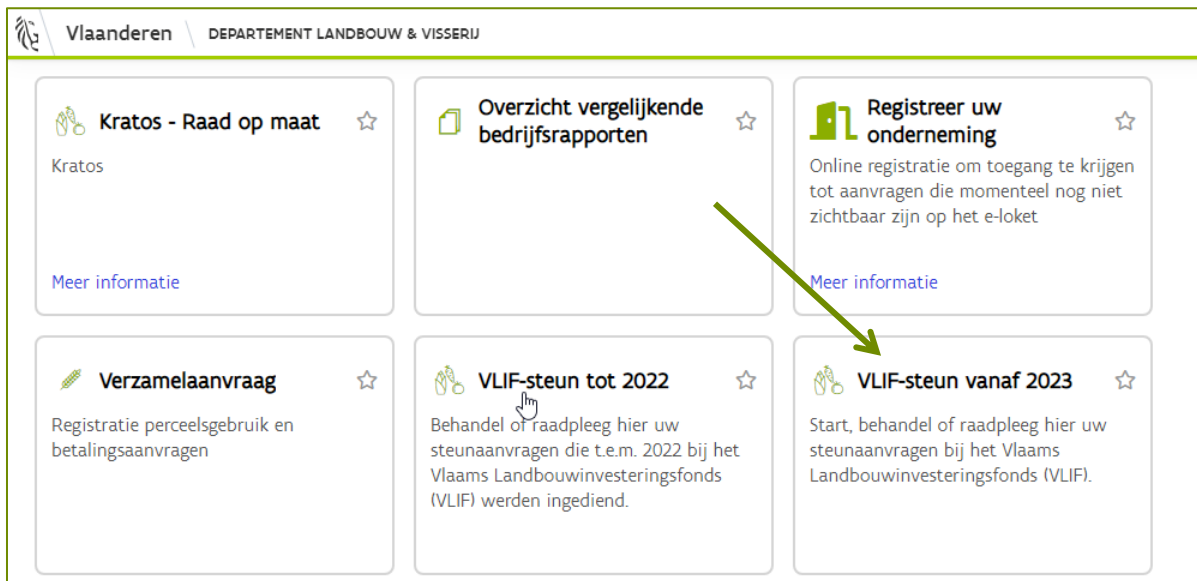 Vlaanderen
DEPARTEMENT LANDBOUW & VISSERIJ
Kratos - Raad op maat
Kratos
Meer informatie
Overzicht vergelijkende
bedrijfsrapporten
Registreer uw
onderneming
Online registratie om toegang te krijgen
tot aanvragen die momenteel nog niet
zichtbaar zijn op het e-loket
Meer informatie
Verzamelaanvraag
Registratie perceelsgebruik en
betalingsaanvragen
VLIF-steun tot 2022
Behandel of raadpleeg hier uw
steunaanvragen die t.e.m. 2022 bij het
Vlaams Landbouwinvesteringsfonds
(VLIF) werden ingediend.
VLIF-steun vanaf 2023
Start, behandel of raadpleeg hier uw
steunaanvragen bij het Vlaams
Landbouwinvesteringsfonds (VLIF).